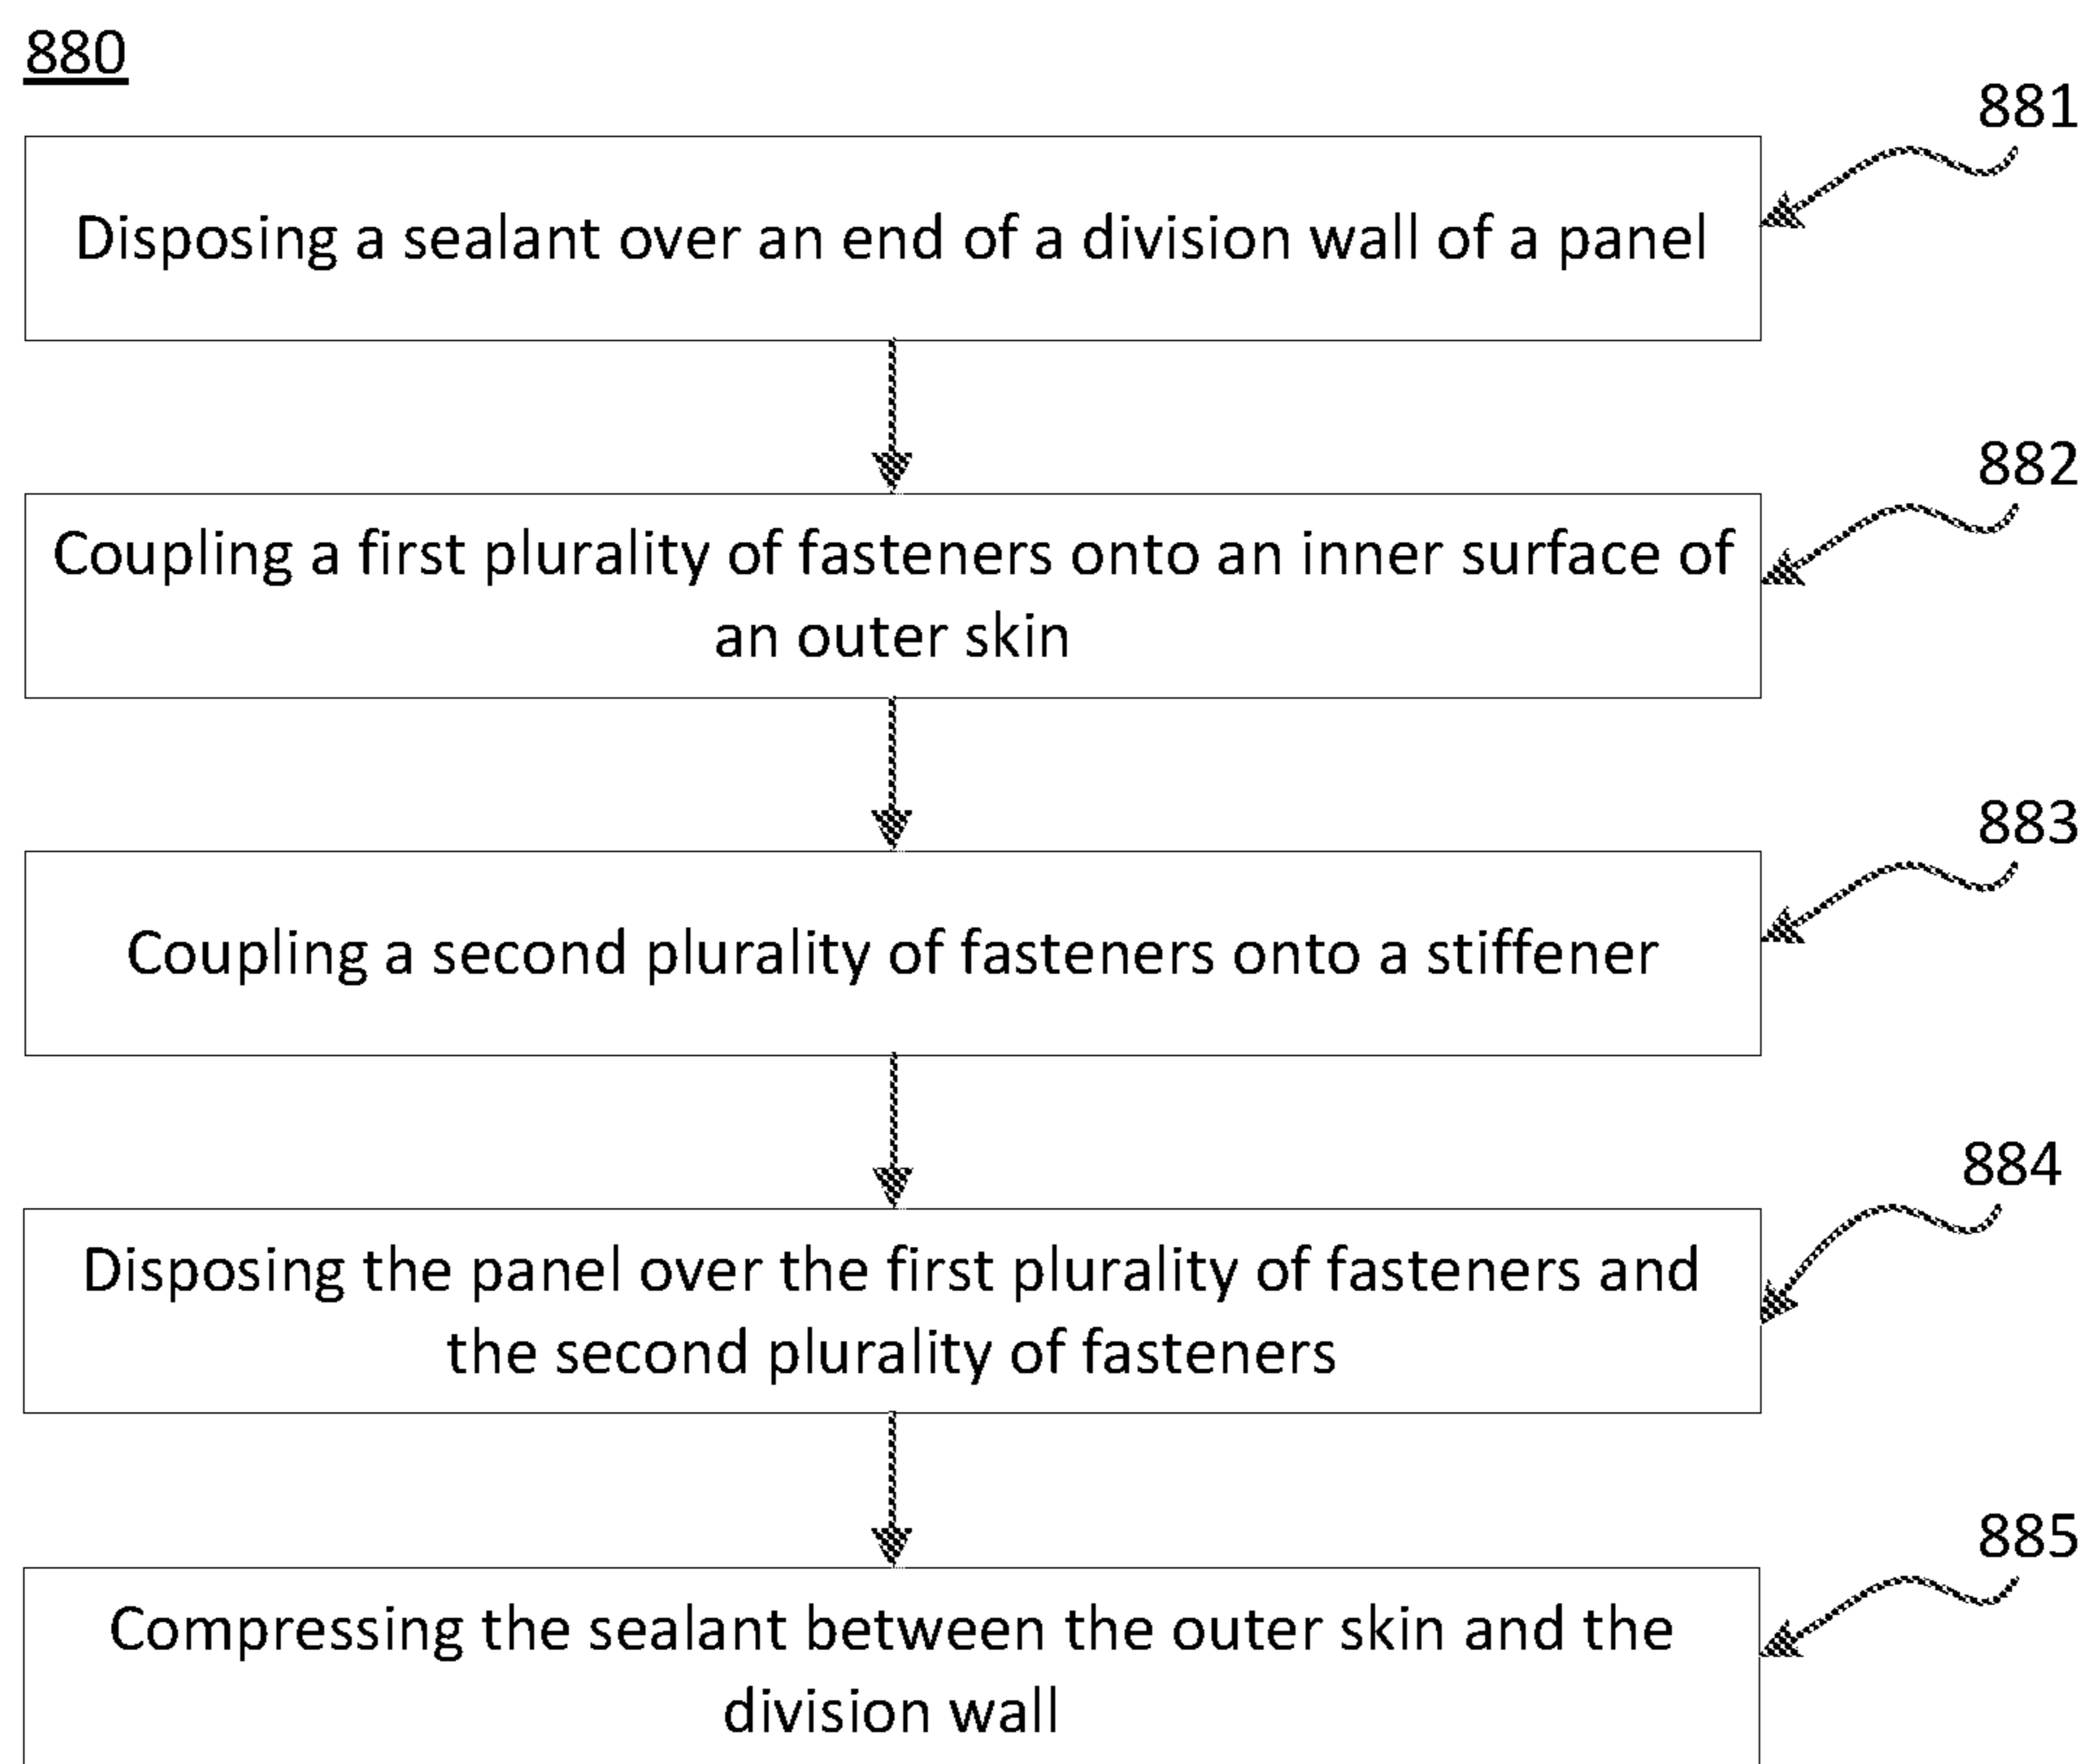 880
881
Disposing a sealant over an end of a division wall of a panel
882
Coupling a first plurality of fasteners onto an inner surface of
an outer skin
883
Coupling a second plurality of fasteners onto a stiffener
884
Disposing the panel over the first plurality of fasteners and
the second plurality of fasteners
885
Compressing the sealant between the outer skin and the
division wall